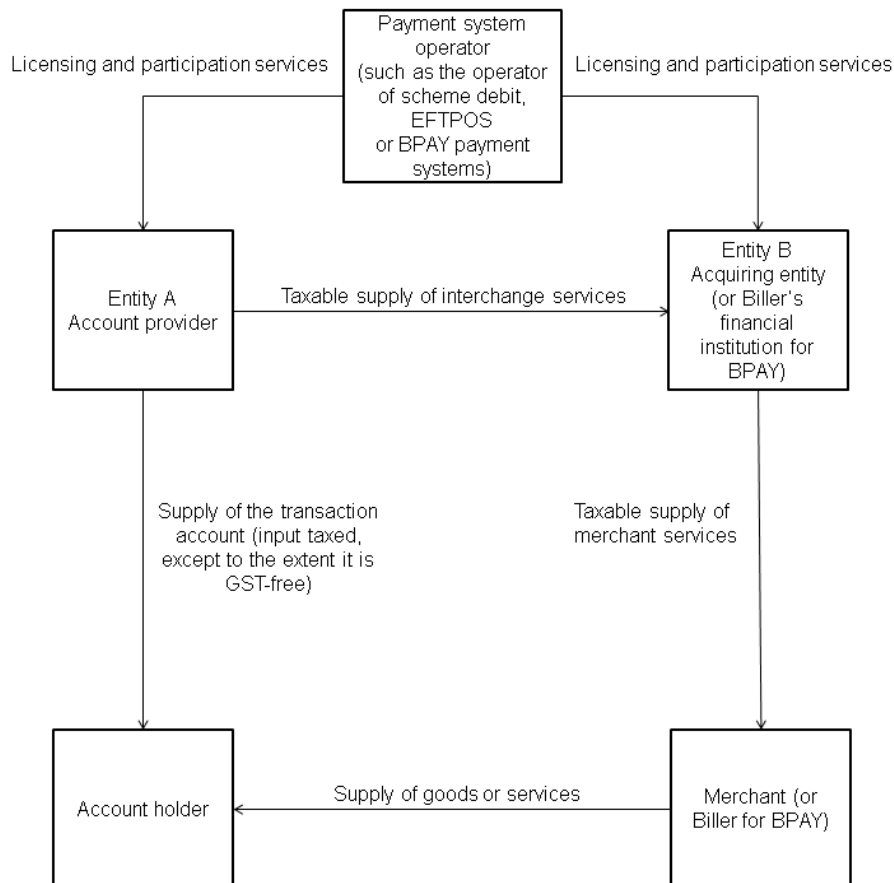 Payment system
operator
(such as the operator
of scheme debit,
EFTPOS
or BPAY payment
systems)
Licensing and participation services
Licensing and participation services
Entity A
Account provider
Taxable supply of interchange services
Entity B
Acquiring entity
(or Biller's
financial
institution for
BPAY)
Supply of the transaction
account (input taxed,
except to the extent it is
GST-free)
Taxable supply of
merchant services
Account holder
Supply of goods or services
Merchant (or
Biller for BPAY)